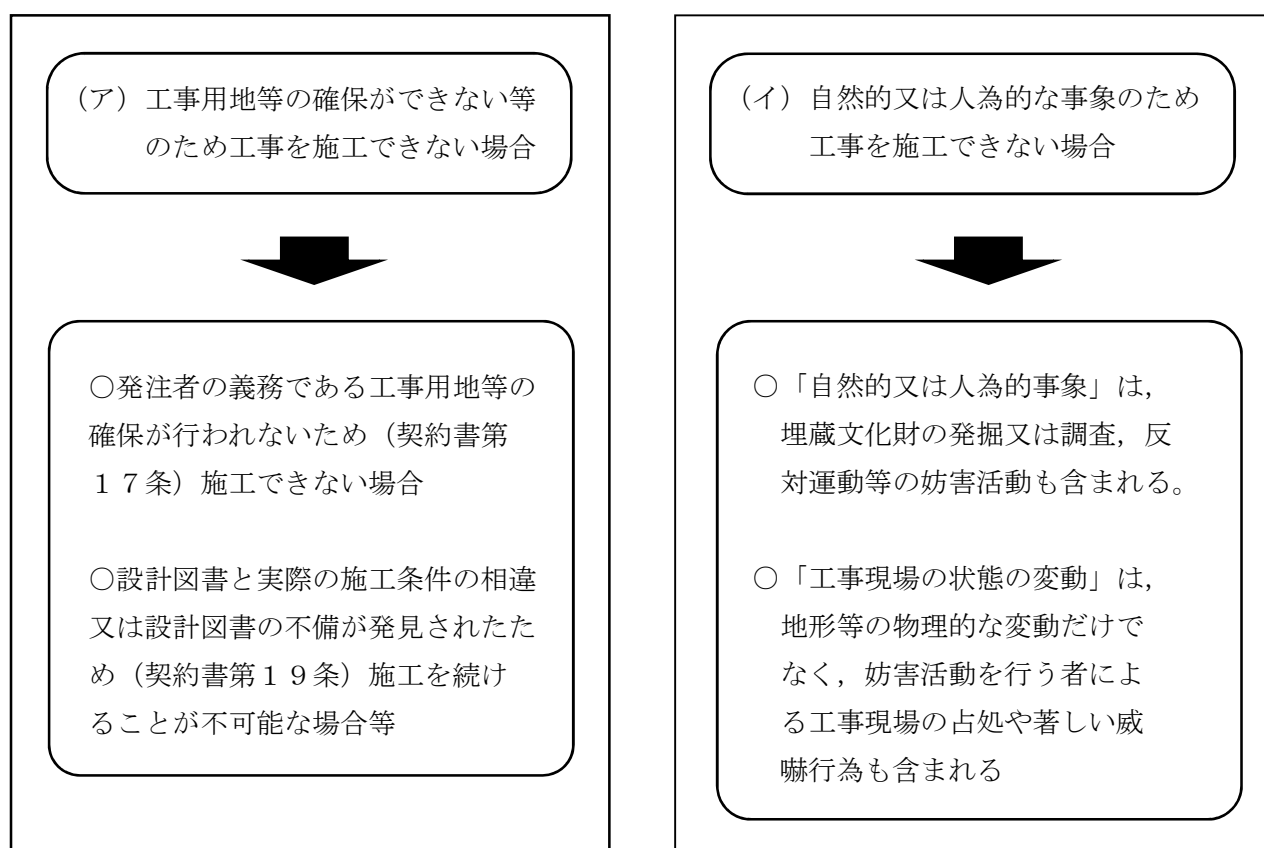 (ア)工事用地等の確保ができない等
のため工事を施工できない場合
○発注者の義務である工事用地等の
確保が行われないため(契約書第
17条)施工できない場合
○設計図書と実際の施工条件の相違
又は設計図書の不備が発見されたた
め(契約書第19条)施工を続け
ることが不可能な場合等
(イ)自然的又は人為的な事象のため
工事を施工できない場合
○「自然的又は人為的事象」は,
埋蔵文化財の発掘又は調査,反
対運動等の妨害活動も含まれる。
○「工事現場の状態の変動」は,
地形等の物理的な変動だけで
なく,妨害活動を行う者によ
る工事現場の占処や著しい威
嚇行為も含まれる